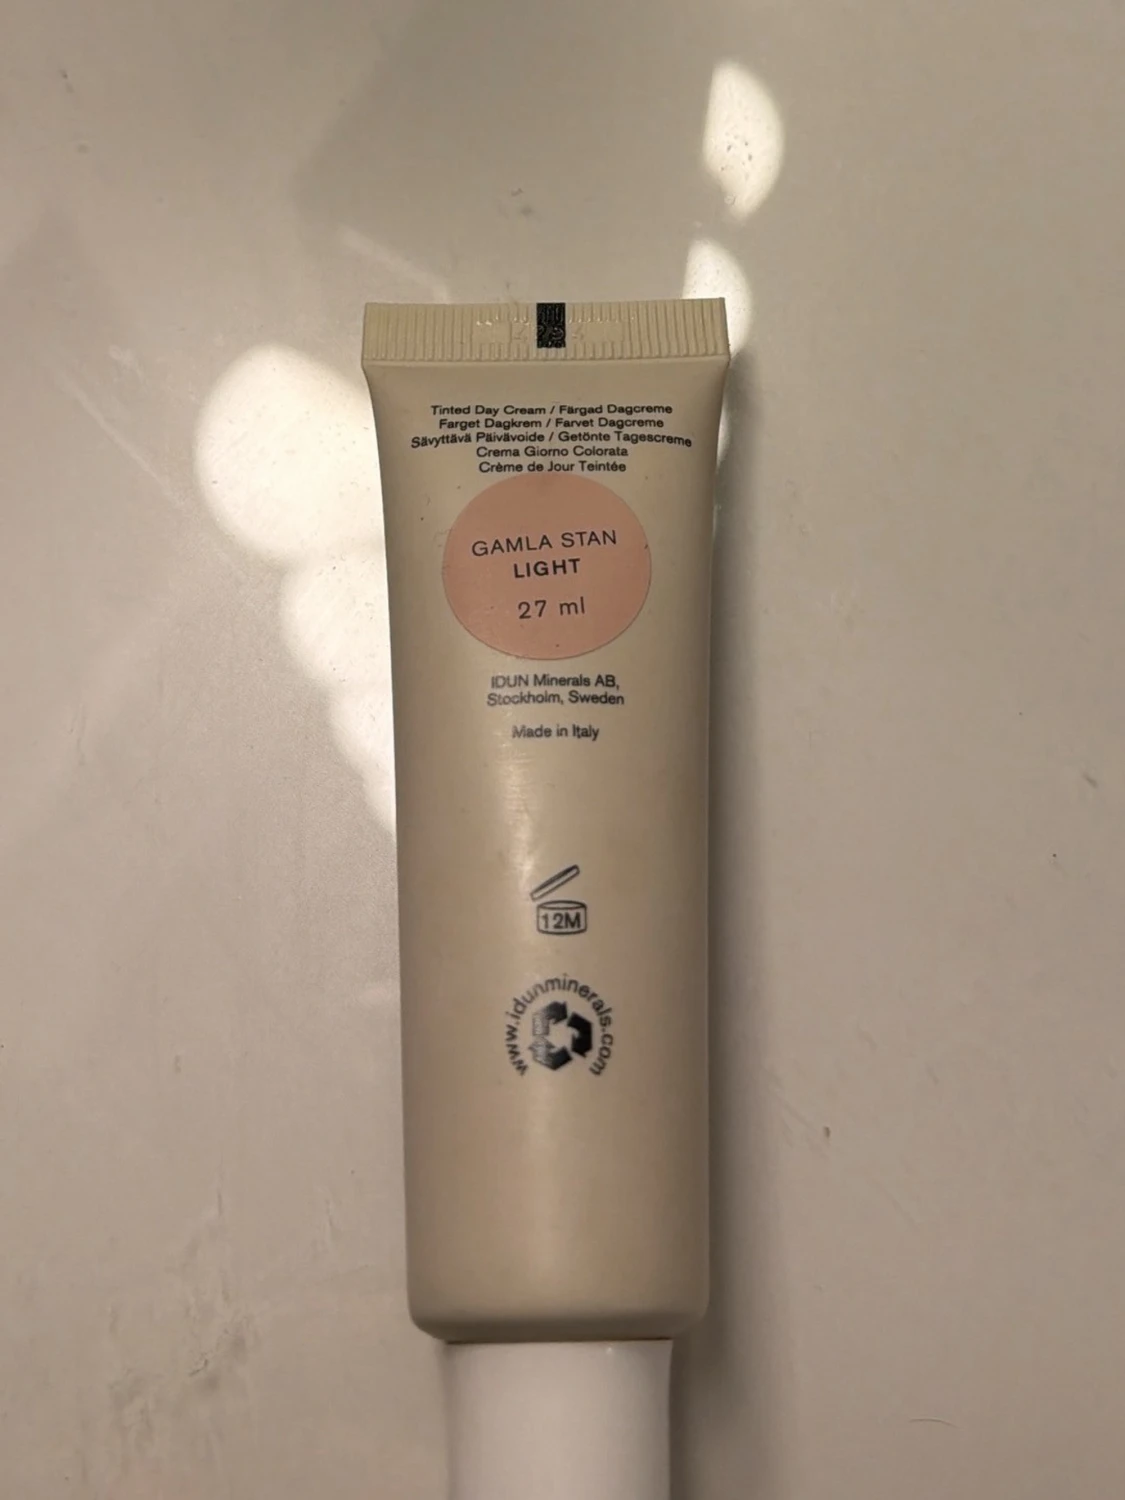 Tinted Day Cream / Färgad Dagcreme
Farget Dagkrem / Farvet Dagcreme
Sävyttävä Päivävoide / Getönte Tagescreme
Crema Giorno Colorata
Crème de Jour Teintée
GAMLA STAN
LIGHT
27 ml
IDUN Minerals AB,
Stockholm, Sweden
Made in Italy
12M
www.idunminerals.com